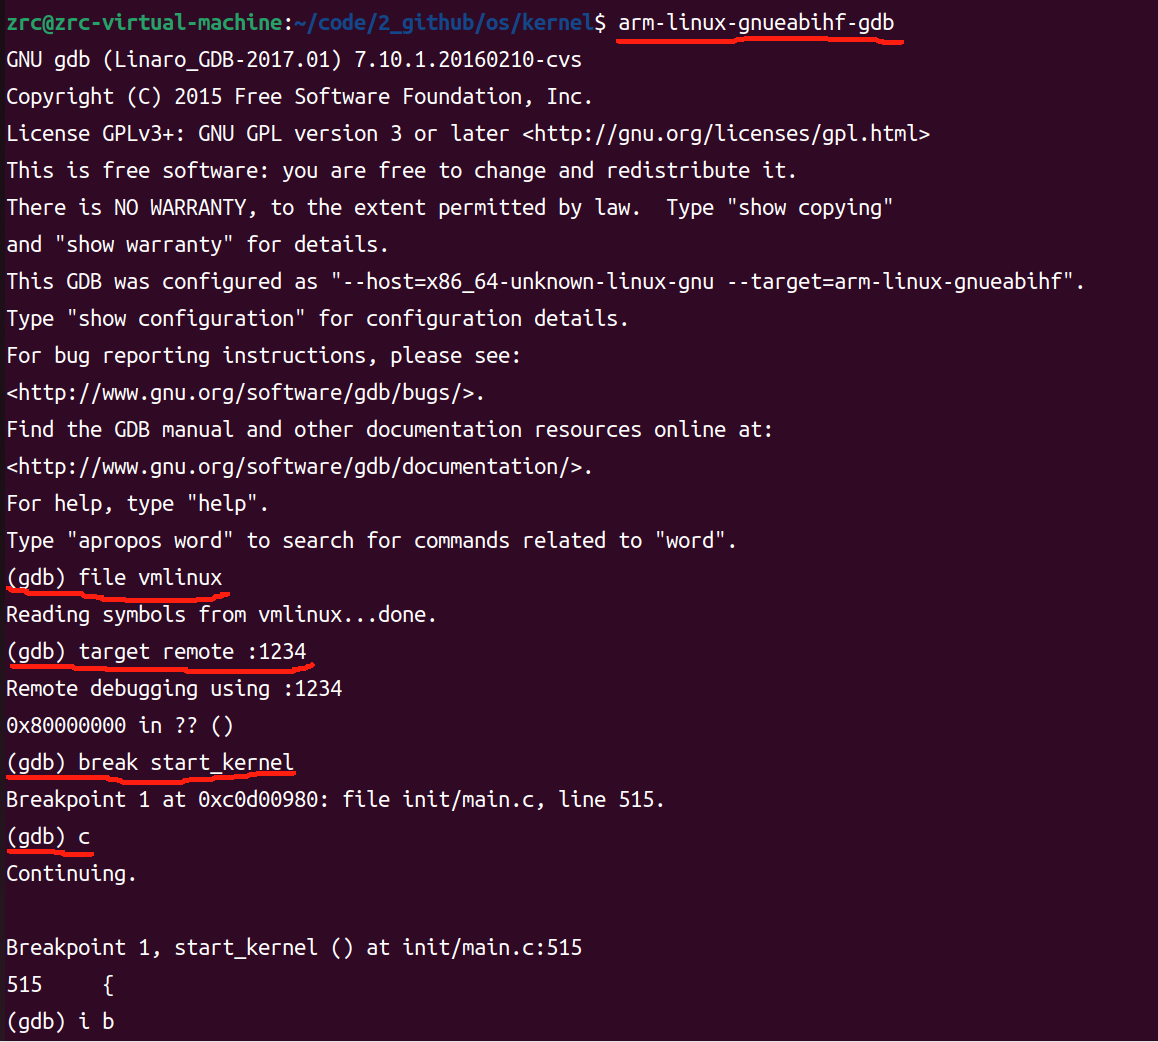 zrc@zrc-virtual-machine:~/code/2_github/os/kernel$ arm-linux-gnueabihf-gdb
GNU gdb (Linaro_GDB-2017.01) 7.10.1.20160210-cvs
Copyright (C) 2015 Free Software Foundation, Inc.
License GPLv3+: GNU GPL version 3 or later <http://gnu.org/licenses/gpl.html>
This is free software: you are free to change and redistribute it.
There is NO WARRANTY, to the extent permitted by law.  Type "show copying"
and "show warranty" for details.
This GDB was configured as "--host=x86_64-unknown-linux-gnu --target=arm-linux-gnueabihf".
Type "show configuration" for configuration details.
For bug reporting instructions, please see:
<http://www.gnu.org/software/gdb/bugs/>.
Find the GDB manual and other documentation resources online at:
<http://www.gnu.org/software/gdb/documentation/>.
For help, type "help".
Type "apropos word" to search for commands related to "word".
(gdb) file vmlinux
Reading symbols from vmlinux...done.
(gdb) target remote :1234
Remote debugging using :1234
0x80000000 in ?? ()
(gdb) break start_kernel
Breakpoint 1 at 0xc0d00980: file init/main.c, line 515.
(gdb) c
Continuing.
Breakpoint 1, start_kernel () at init/main.c:515
515     {
(gdb) i b